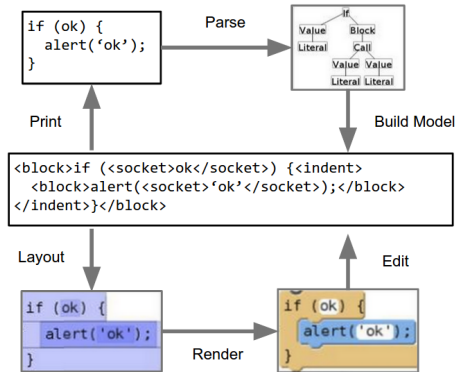 if (ok) {
alert(‘ok’);
}
Parse
If
Value Block
Literal Call
Value Value
Literal Literal
Print
Build Model
<block>if (<socket>ok</socket>) {<indent>
<block>alert(<socket>‘ok’</socket>);</block>
</indent>}</block>
Layout
Edit
if (ok) {
alert('ok');
}
Render
if (ok) {
alert('ok');
}